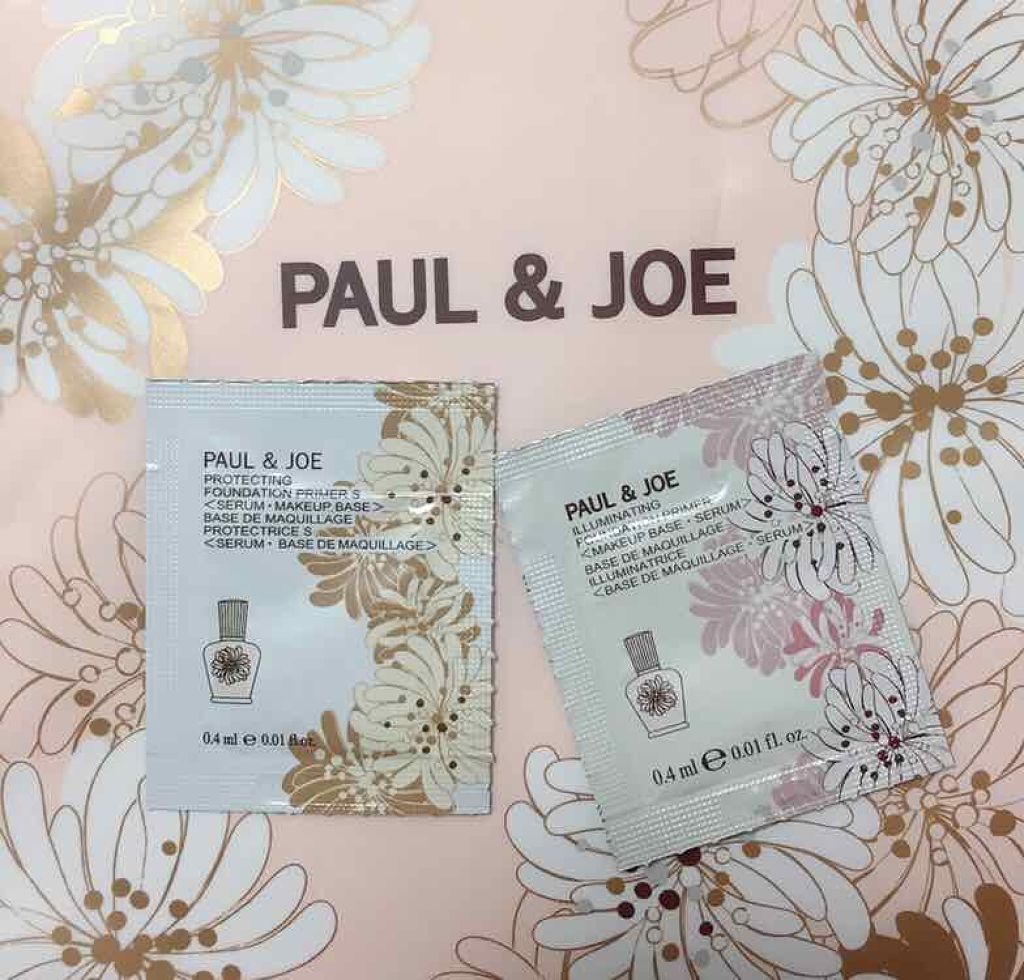 PAUL & JOE
PAUL & JOE
PROTECTING
FOUNDATION PRIMER S
<SERUM・MAKEUP BASE>
BASE DE MAQUILLAGE
PROTECTRICE S
<SERUM・ BASE DE MAQUILLAGE>
0.4 ml ℮ 0.01 fl. oz.
PAUL & JOE
ILLUMINATING
FOUNDATION PRIMER
<MAKEUP BASE・SERUM>
BASE DE MAQUILLAGE
ILLUMINATRICE
<BASE DE MAQUILLAGE・SERUM>
0.4 ml ℮ 0.01 fl. oz.